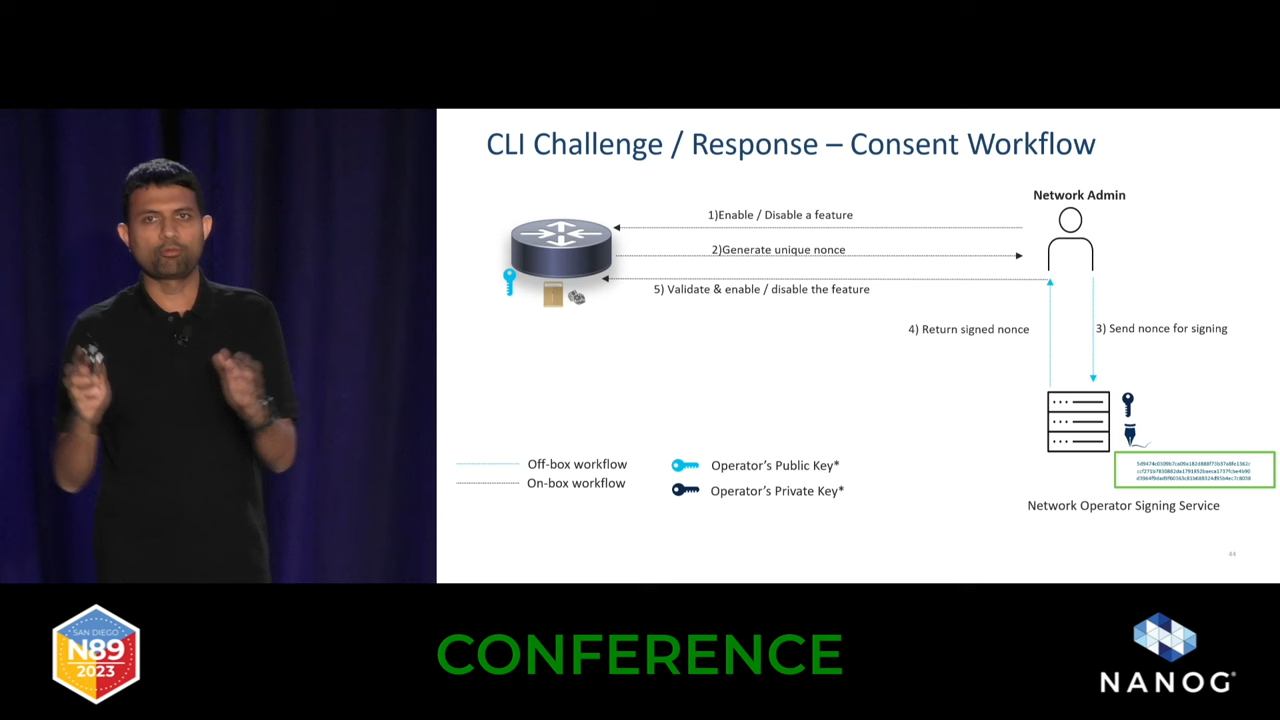 CLI Challenge / Response – Consent Workflow
Network Admin
1)Enable / Disable a feature
2)Generate unique nonce
5) Validate & enable / disable the feature
4) Return signed nonce
3) Send nonce for signing
Off-box workflow
On-box workflow
Operator's Public Key*
Operator's Private Key*
Network Operator Signing Service
44
SAN DIEGO
N89
2023
CONFERENCE
NANOG